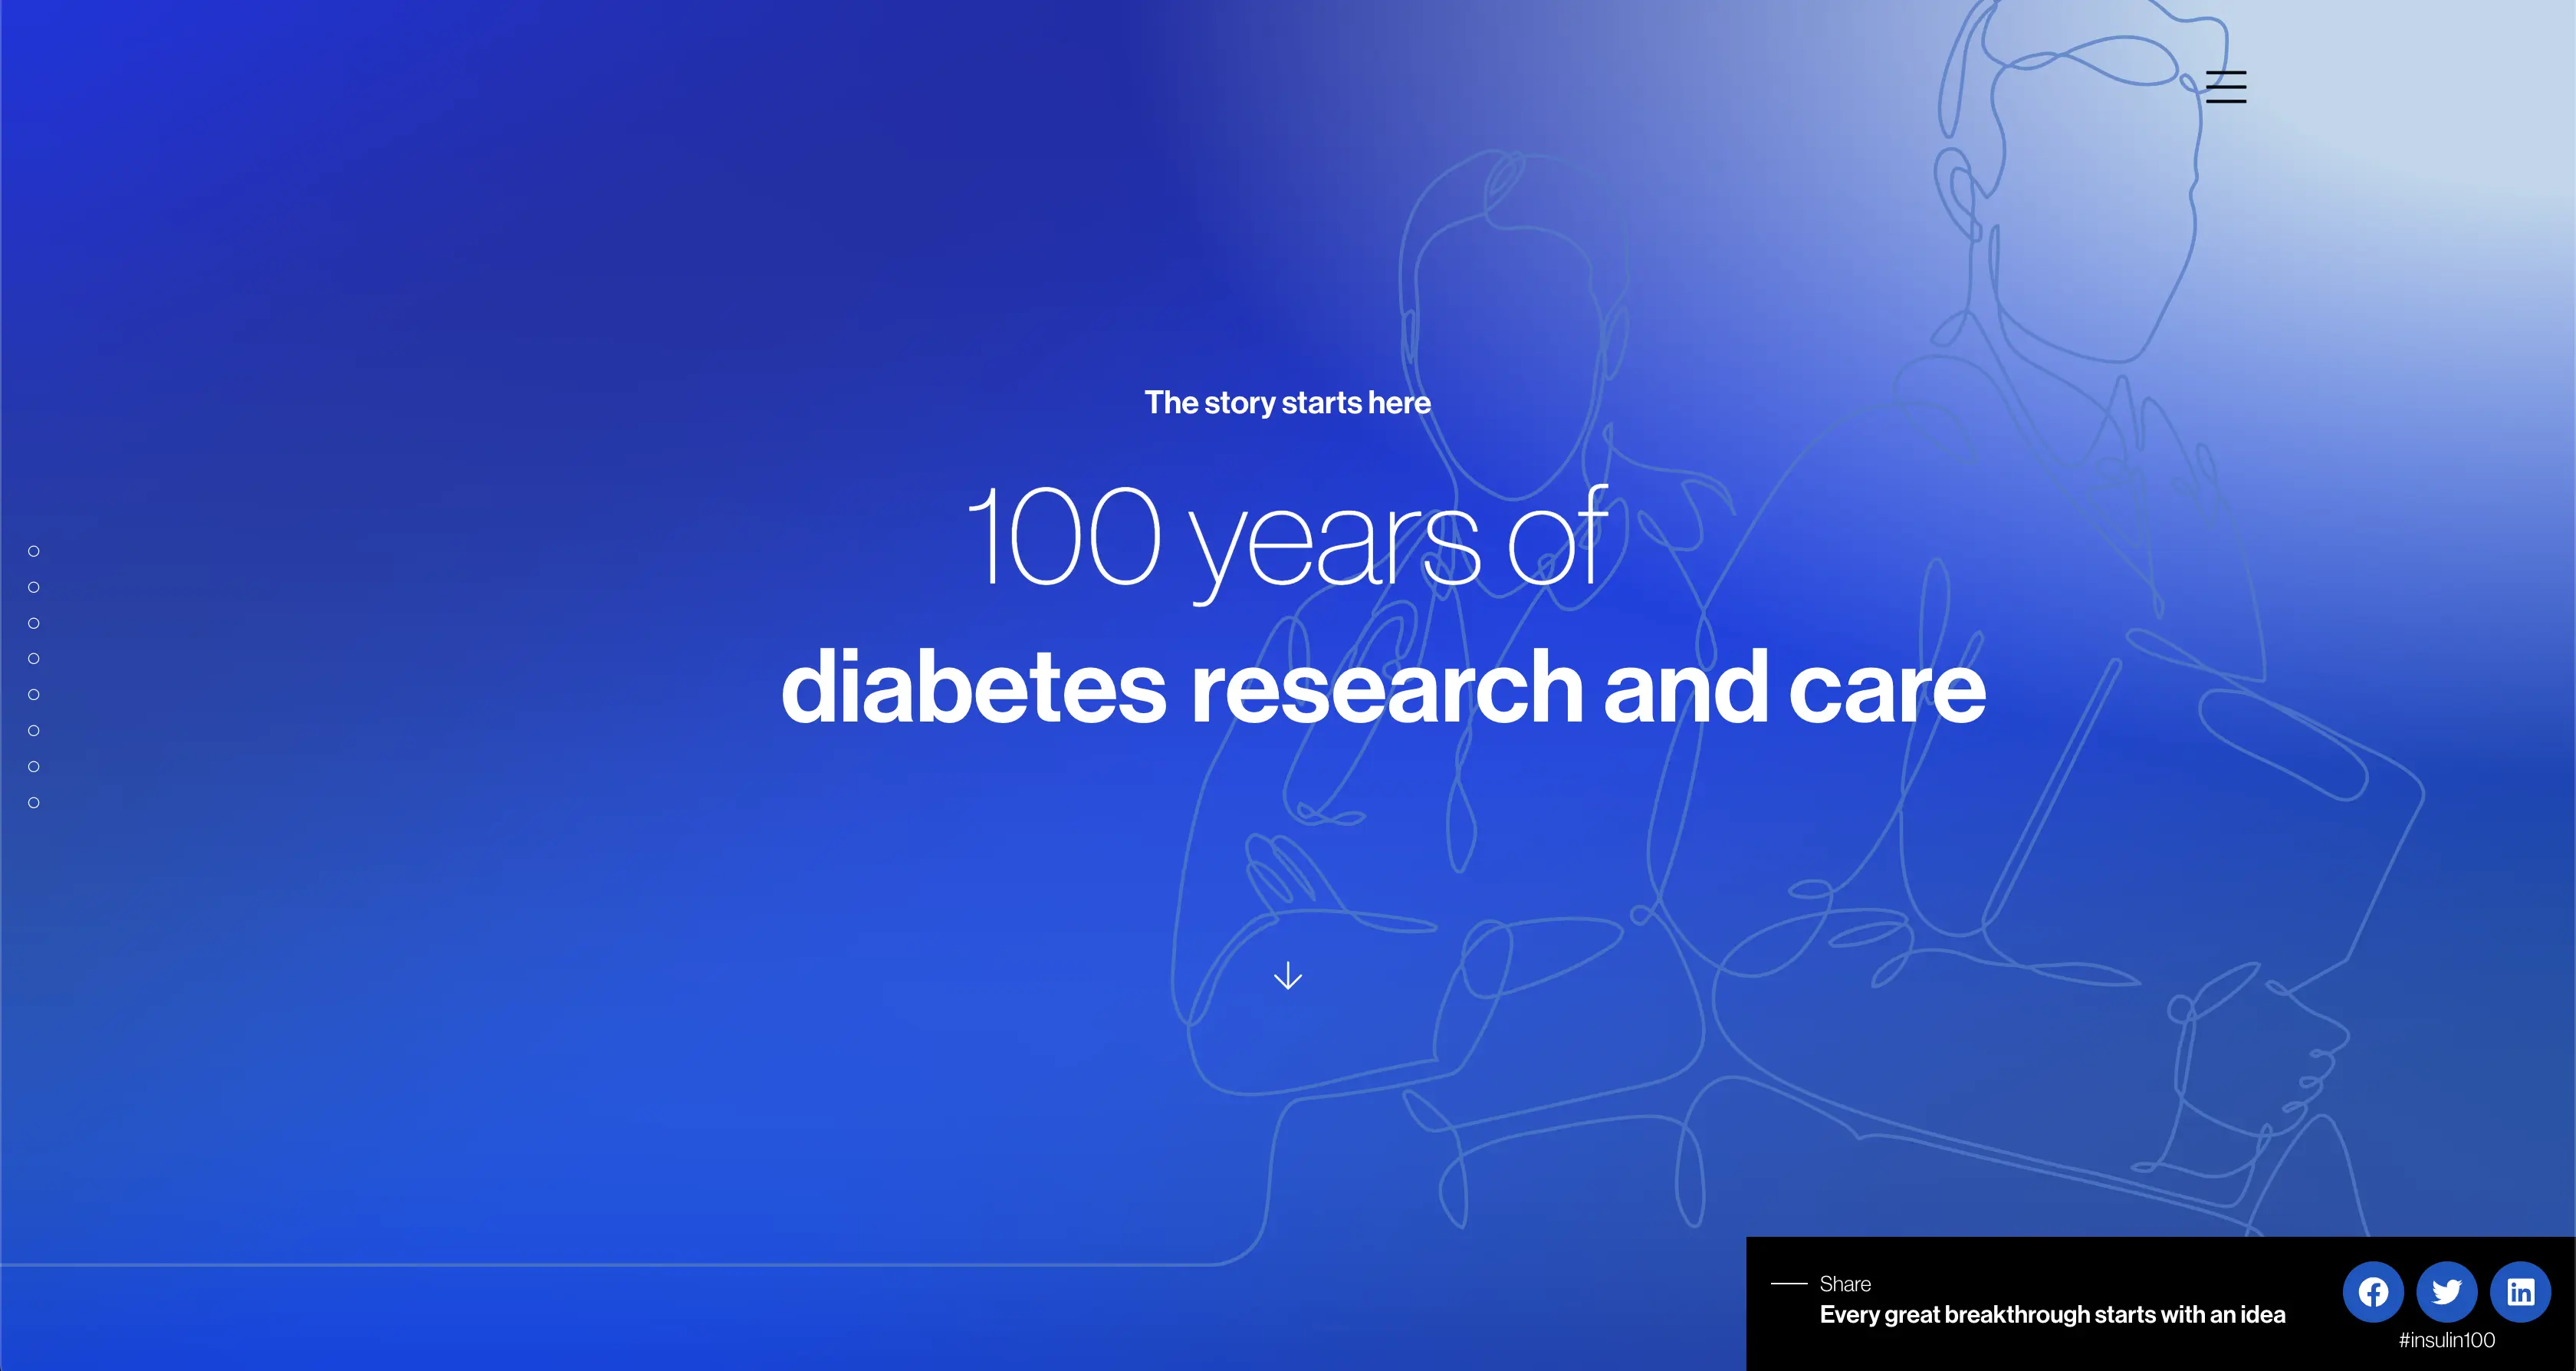 The story starts here
100 years of
diabetes research and care
Share
Every great breakthrough starts with an idea
#insulin100